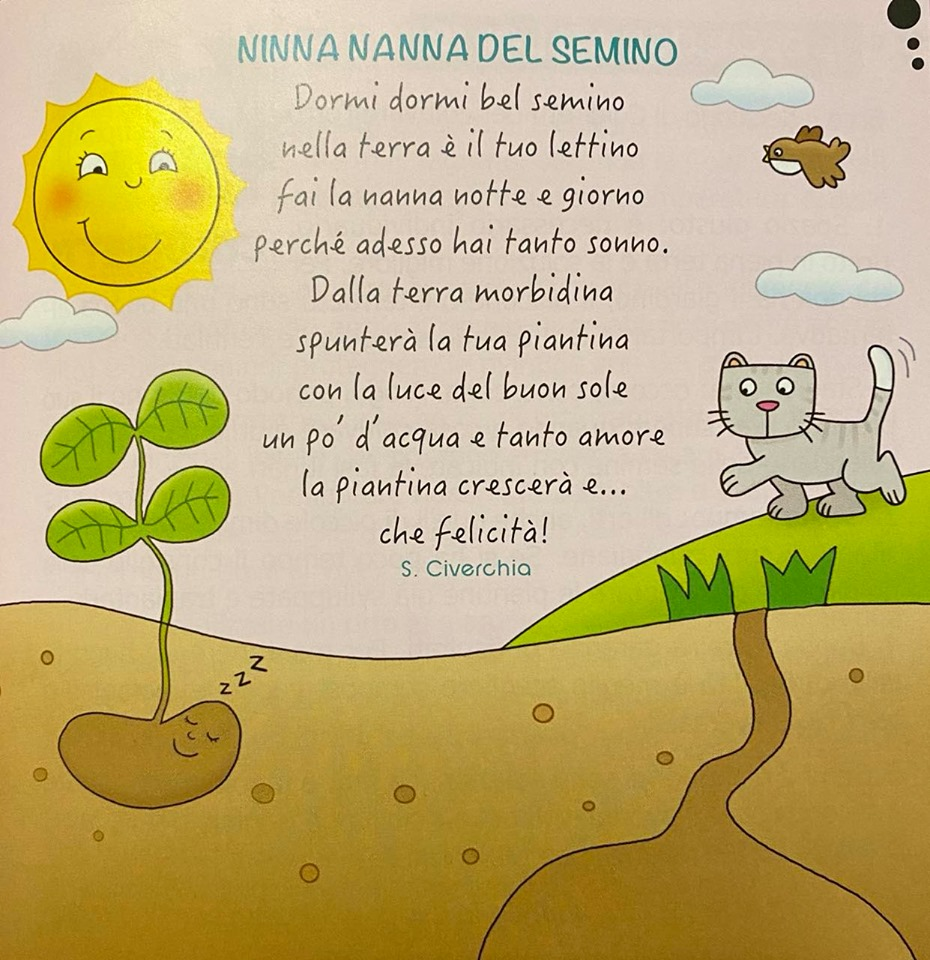 NINNA NANNA DEL SEMINO
Dormi dormi bel semino
nella terra è il tuo lettino
fai la nanna notte e giorno
perché adesso hai tanto sonno.
Dalla terra morbidina
spunterà la tua piantina
con la luce del buon sole
un po' d'acqua e tanto amore
la piantina crescerà e...
che felicità!
S. Civerchia
z z z